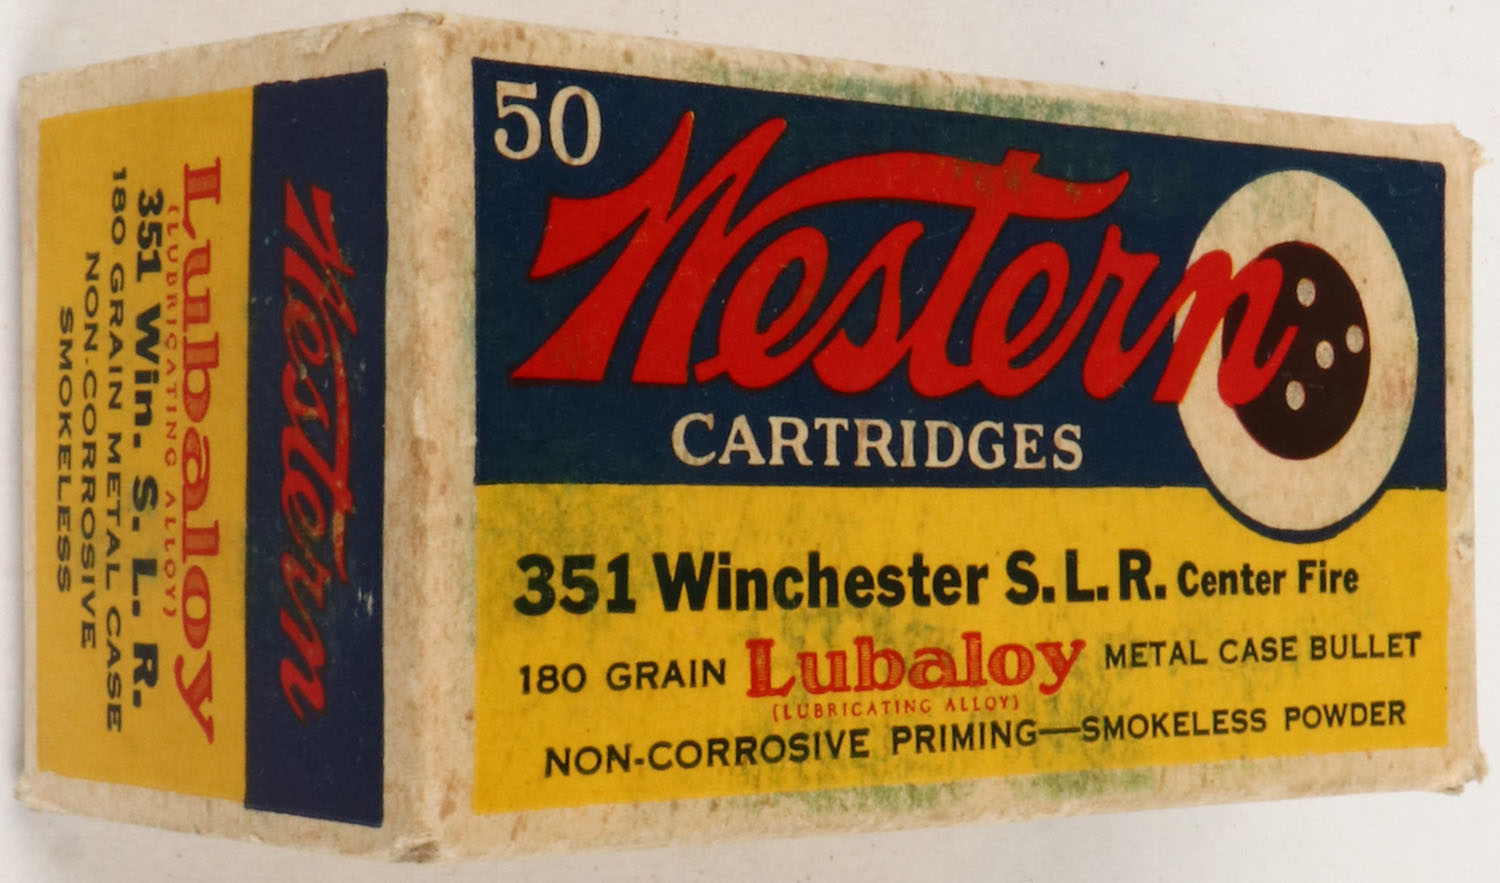 50
Western
CARTRIDGES
351 Winchester S.L.R. Center Fire
180 GRAIN Lubaloy METAL CASE BULLET
(LUBRICATING ALLOY)
NON-CORROSIVE PRIMING—SMOKELESS POWDER
Western
Lubaloy
(LUBRICATING ALLOY)
351 Win. S. L. R.
180 GRAIN METAL CASE
NON-CORROSIVE
SMOKELESS